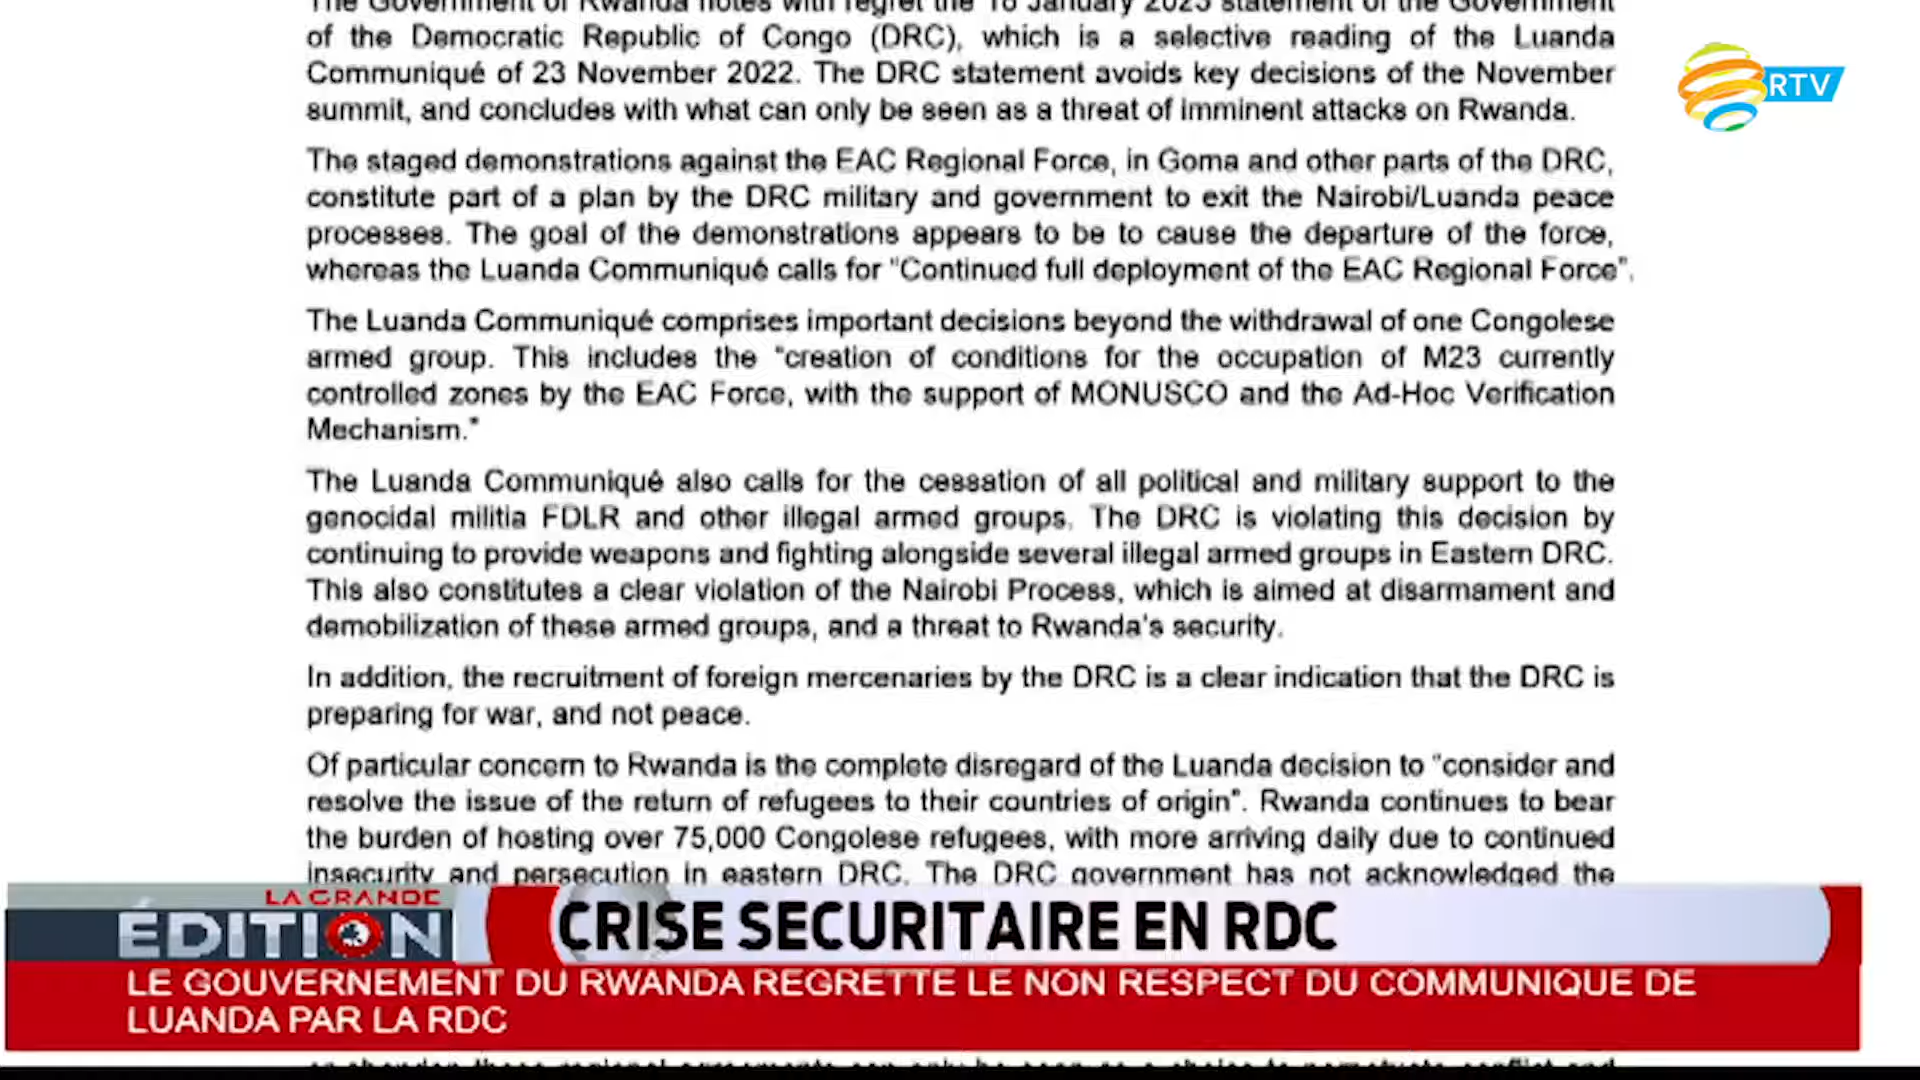 The Government of Rwanda notes with regret the 18 January 2023 statement of the Government
of the Democratic Republic of Congo (DRC), which is a selective reading of the Luanda
Communiqué of 23 November 2022. The DRC statement avoids key decisions of the November
summit, and concludes with what can only be seen as a threat of imminent attacks on Rwanda.
RTV
The staged demonstrations against the EAC Regional Force, in Goma and other parts of the DRC,
constitute part of a plan by the DRC military and government to exit the Nairobi/Luanda peace
processes. The goal of the demonstrations appears to be to cause the departure of the force,
whereas the Luanda Communiqué calls for "Continued full deployment of the EAC Regional Force".
The Luanda Communiqué comprises important decisions beyond the withdrawal of one Congolese
armed group. This includes the "creation of conditions for the occupation of M23 currently
controlled zones by the EAC Force, with the support of MONUSCO and the Ad-Hoc Verification
Mechanism."
The Luanda Communiqué also calls for the cessation of all political and military support to the
genocidal militia FDLR and other illegal armed groups. The DRC is violating this decision by
continuing to provide weapons and fighting alongside several illegal armed groups in Eastern DRC.
This also constitutes a clear violation of the Nairobi Process, which is aimed at disarmament and
demobilization of these armed groups, and a threat to Rwanda's security.
In addition, the recruitment of foreign mercenaries by the DRC is a clear indication that the DRC is
preparing for war, and not peace.
Of particular concern to Rwanda is the complete disregard of the Luanda decision to "consider and
resolve the issue of the return of refugees to their countries of origin". Rwanda continues to bear
the burden of hosting over 75,000 Congolese refugees, with more arriving daily due to continued
insecurity and persecution in eastern DRC. The DRC government has not acknowledged the
LA GRANDE
ÉDITION
CRISE SECURITAIRE EN RDC
LE GOUVERNEMENT DU RWANDA REGRETTE LE NON RESPECT DU COMMUNIQUE DE
LUANDA PAR LA RDC